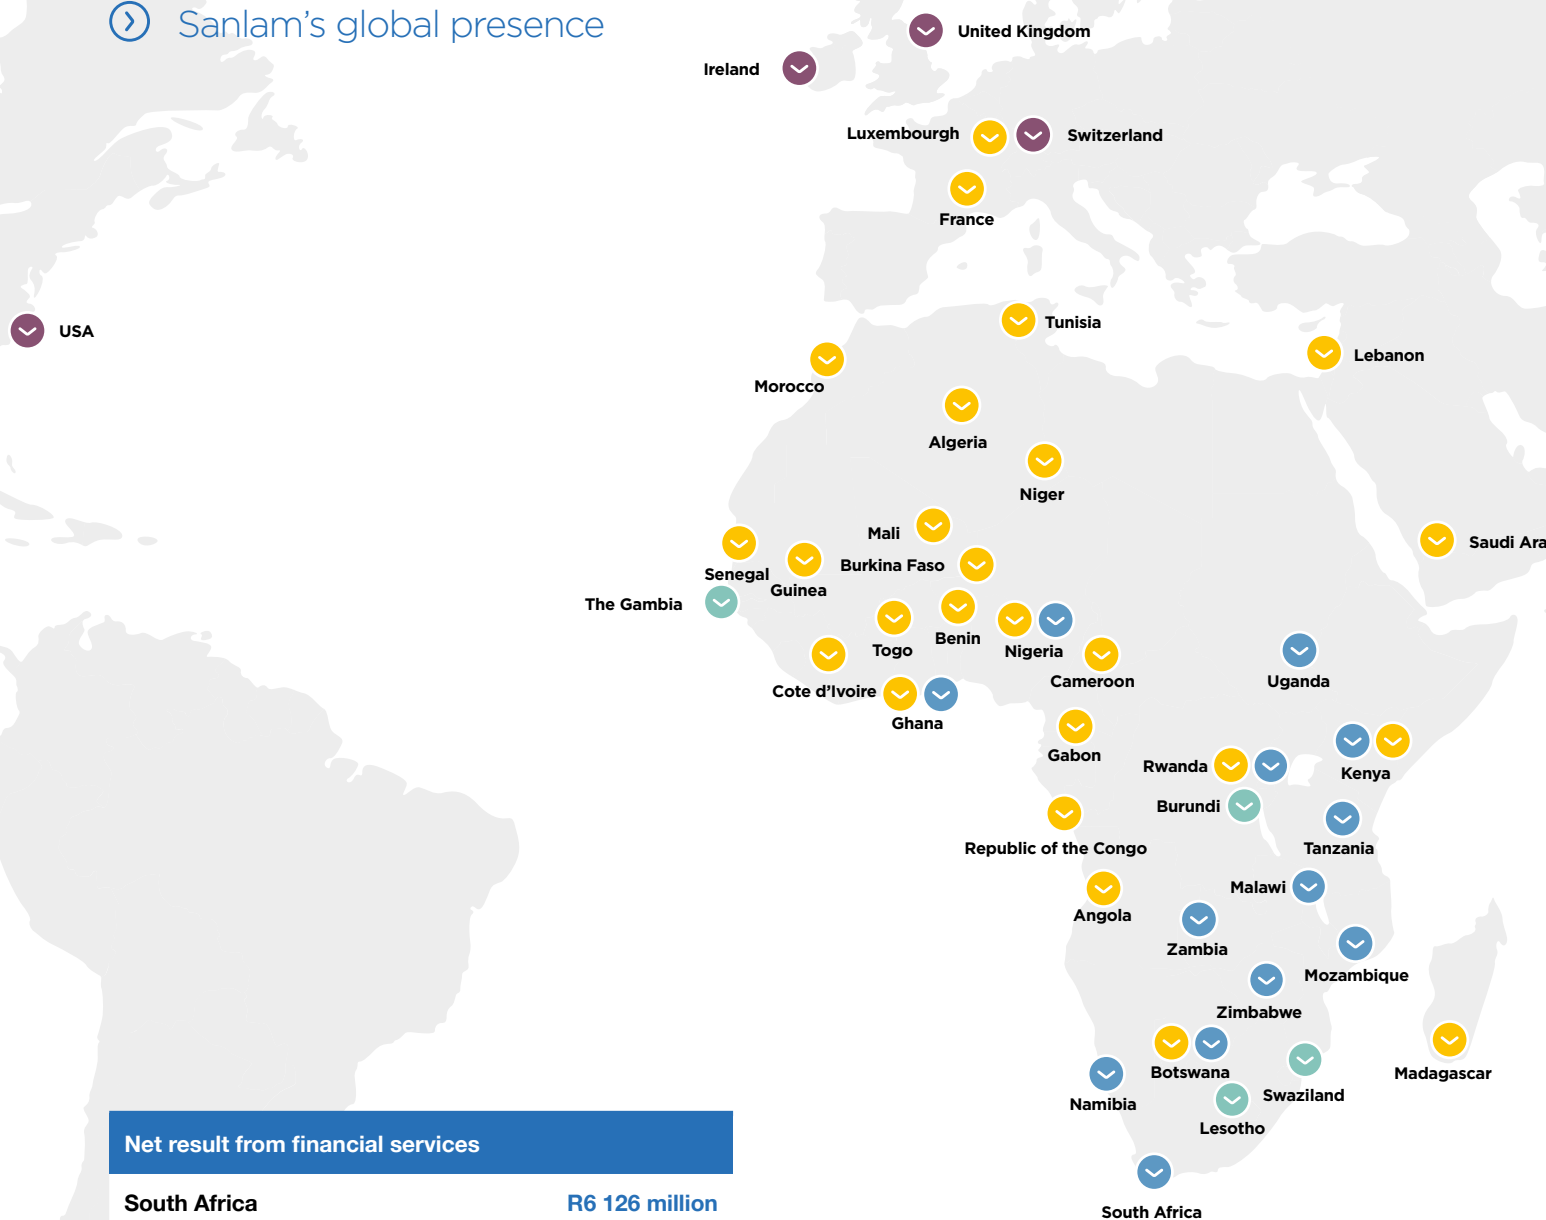 Sanlam's global presence
United Kingdom
Ireland
Luxembourgh
Switzerland
France
USA
Tunisia
Lebanon
Morocco
Algeria
Niger
Mali
Saudi Ara
Senegal
Burkina Faso
Guinea
The Gambia
Togo
Benin
Nigeria
Cameroon
Uganda
Cote d'Ivoire
Ghana
Gabon
Rwanda
Kenya
Burundi
Republic of the Congo
Tanzania
Malawi
Angola
Zambia
Mozambique
Zimbabwe
Botswana
Madagascar
Namibia
Swaziland
Lesotho
South Africa
Net result from financial services
South Africa R6 126 million